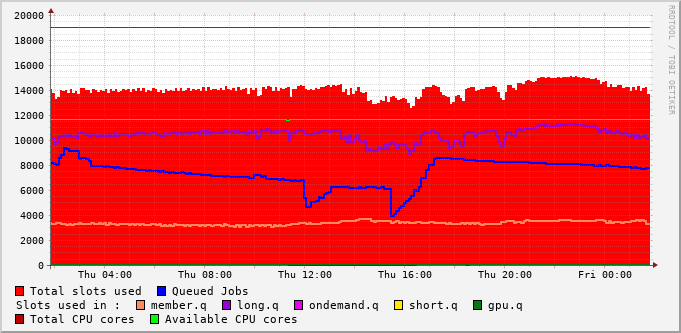 20000
18000
16000
14000
12000
10000
8000
6000
4000
2000
0
Thu 04:00 Thu 08:00 Thu 12:00 Thu 16:00 Thu 20:00 Fri 00:00
RRDTOOL / TOBI OETIKER
Total slots used Queued Jobs
Slots used in : member.q long.q ondemand.q short.q gpu.q
Total CPU cores Available CPU cores